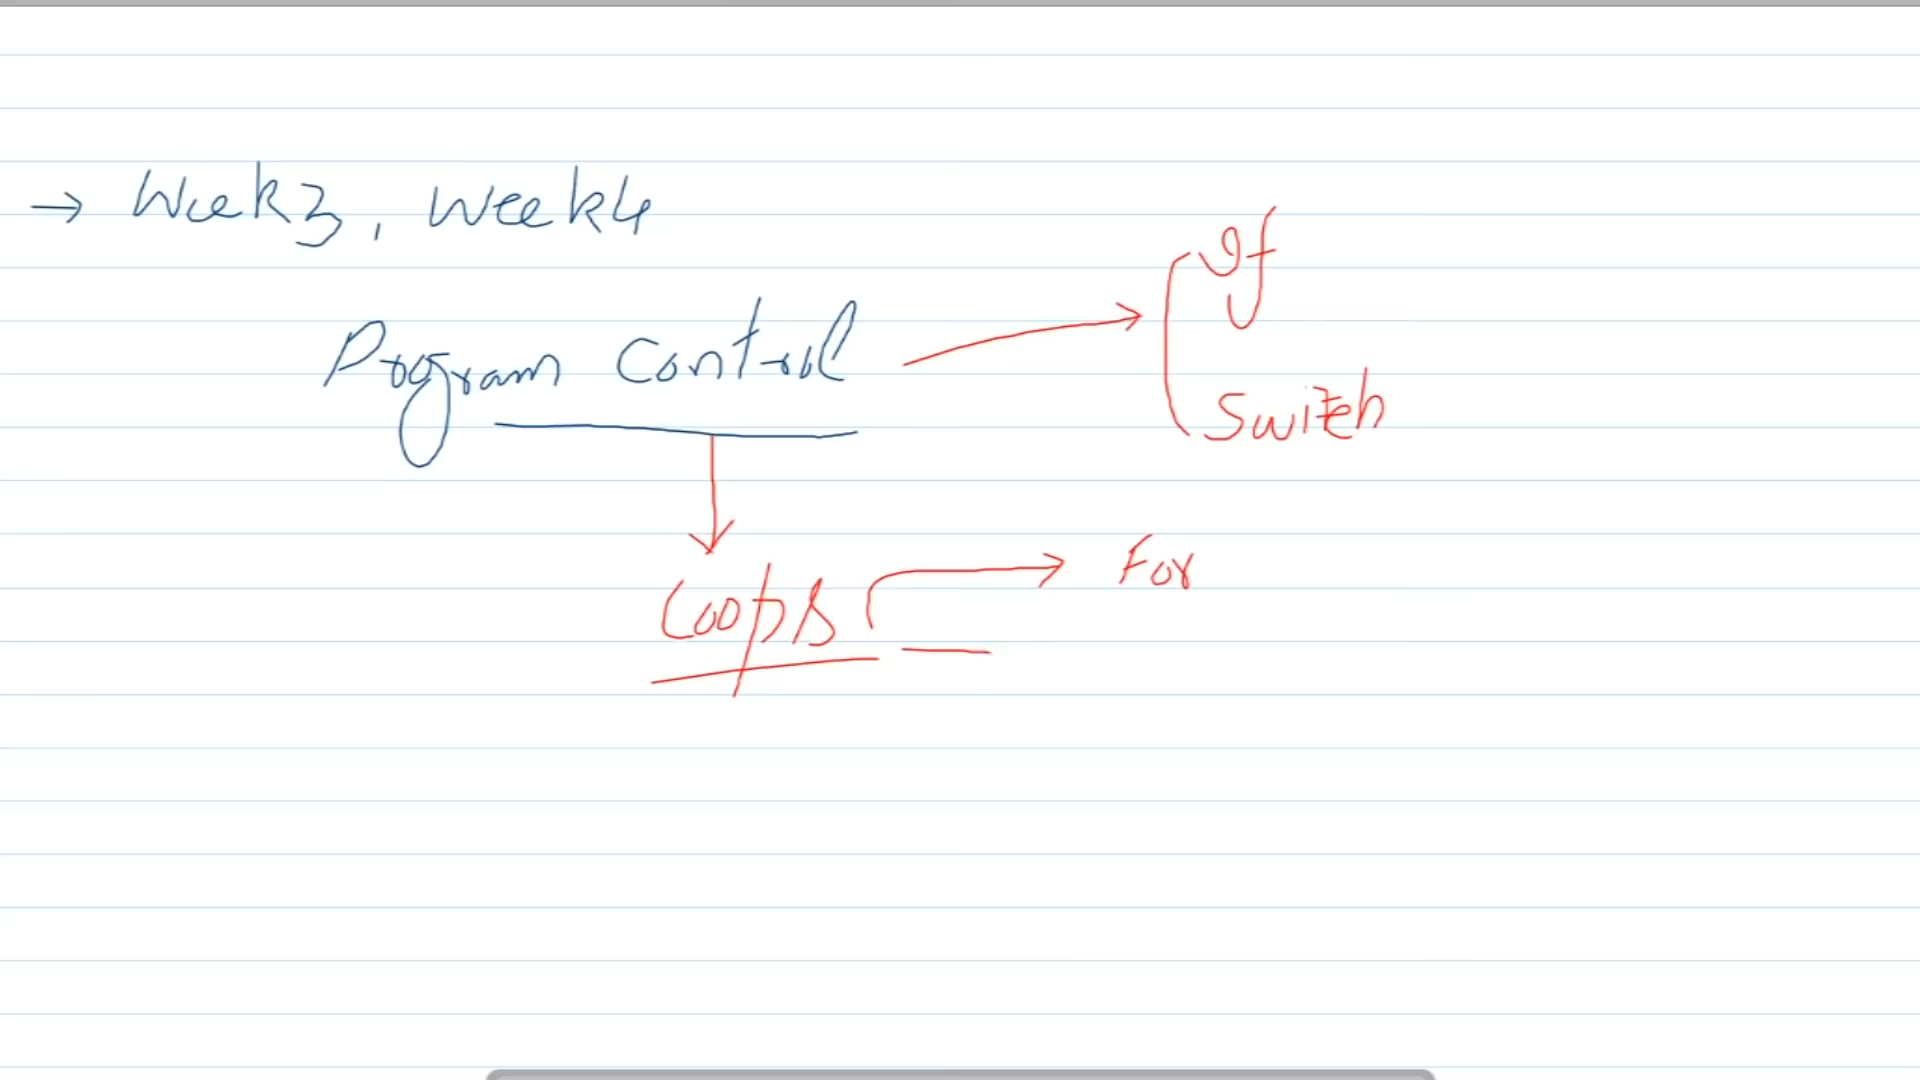 → Week3, Week4
Program Control
If
Switch
Loops
For